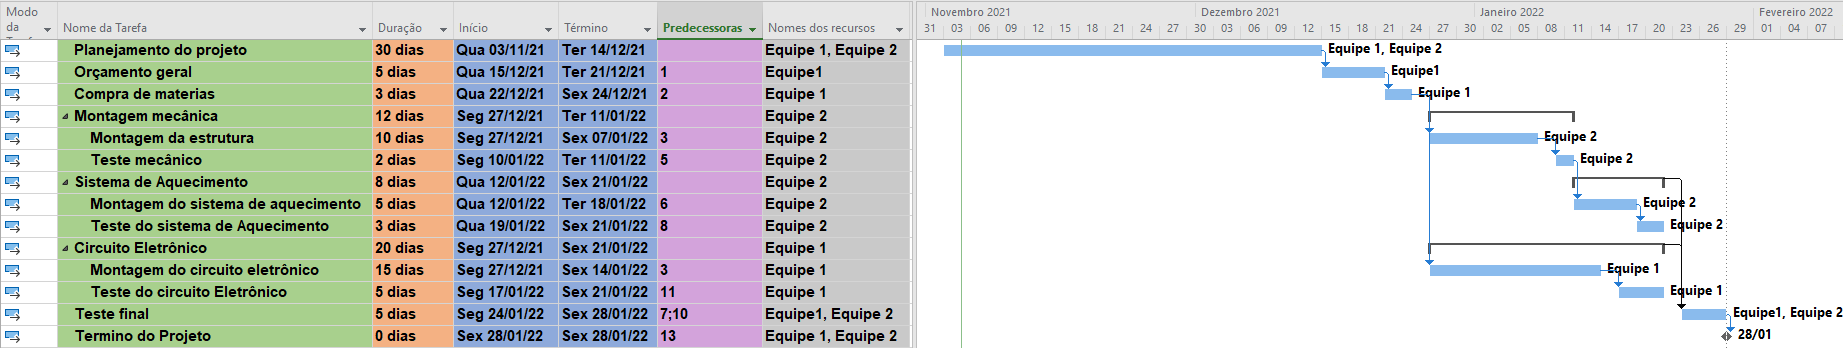 Modo da Tarefa Nome da Tarefa Duração Início Término Predecessoras Nomes dos recursos
Novembro 2021 Dezembro 2021 Janeiro 2022 Fevereiro 2022
31 03 06 09 12 15 18 21 24 27 30 03 06 09 12 15 18 21 24 27 30 02 05 08 11 14 17 20 23 26 29 01 04 07
Planejamento do projeto 30 dias Qua 03/11/21 Ter 14/12/21 Equipe 1, Equipe 2 Equipe 1, Equipe 2
Orçamento geral 5 dias Qua 15/12/21 Ter 21/12/21 1 Equipe1 Equipe1
Compra de materias 3 dias Qua 22/12/21 Sex 24/12/21 2 Equipe 1 Equipe 1
Montagem mecânica 12 dias Seg 27/12/21 Ter 11/01/22 Equipe 2
Montagem da estrutura 10 dias Seg 27/12/21 Sex 07/01/22 3 Equipe 2 Equipe 2
Teste mecânico 2 dias Seg 10/01/22 Ter 11/01/22 5 Equipe 2 Equipe 2
Sistema de Aquecimento 8 dias Qua 12/01/22 Sex 21/01/22 Equipe 2
Montagem do sistema de aquecimento 5 dias Qua 12/01/22 Ter 18/01/22 6 Equipe 2 Equipe 2
Teste do sistema de Aquecimento 3 dias Qua 19/01/22 Sex 21/01/22 8 Equipe 2 Equipe 2
Circuito Eletrônico 20 dias Seg 27/12/21 Sex 21/01/22 Equipe 1
Montagem do circuito eletrônico 15 dias Seg 27/12/21 Sex 14/01/22 3 Equipe 1 Equipe 1
Teste do circuito Eletrônico 5 dias Seg 17/01/22 Sex 21/01/22 11 Equipe 1 Equipe 1
Teste final 5 dias Seg 24/01/22 Sex 28/01/22 7;10 Equipe1, Equipe 2 Equipe1, Equipe 2
Termino do Projeto 0 dias Sex 28/01/22 Sex 28/01/22 13 Equipe 1, Equipe 2 28/01